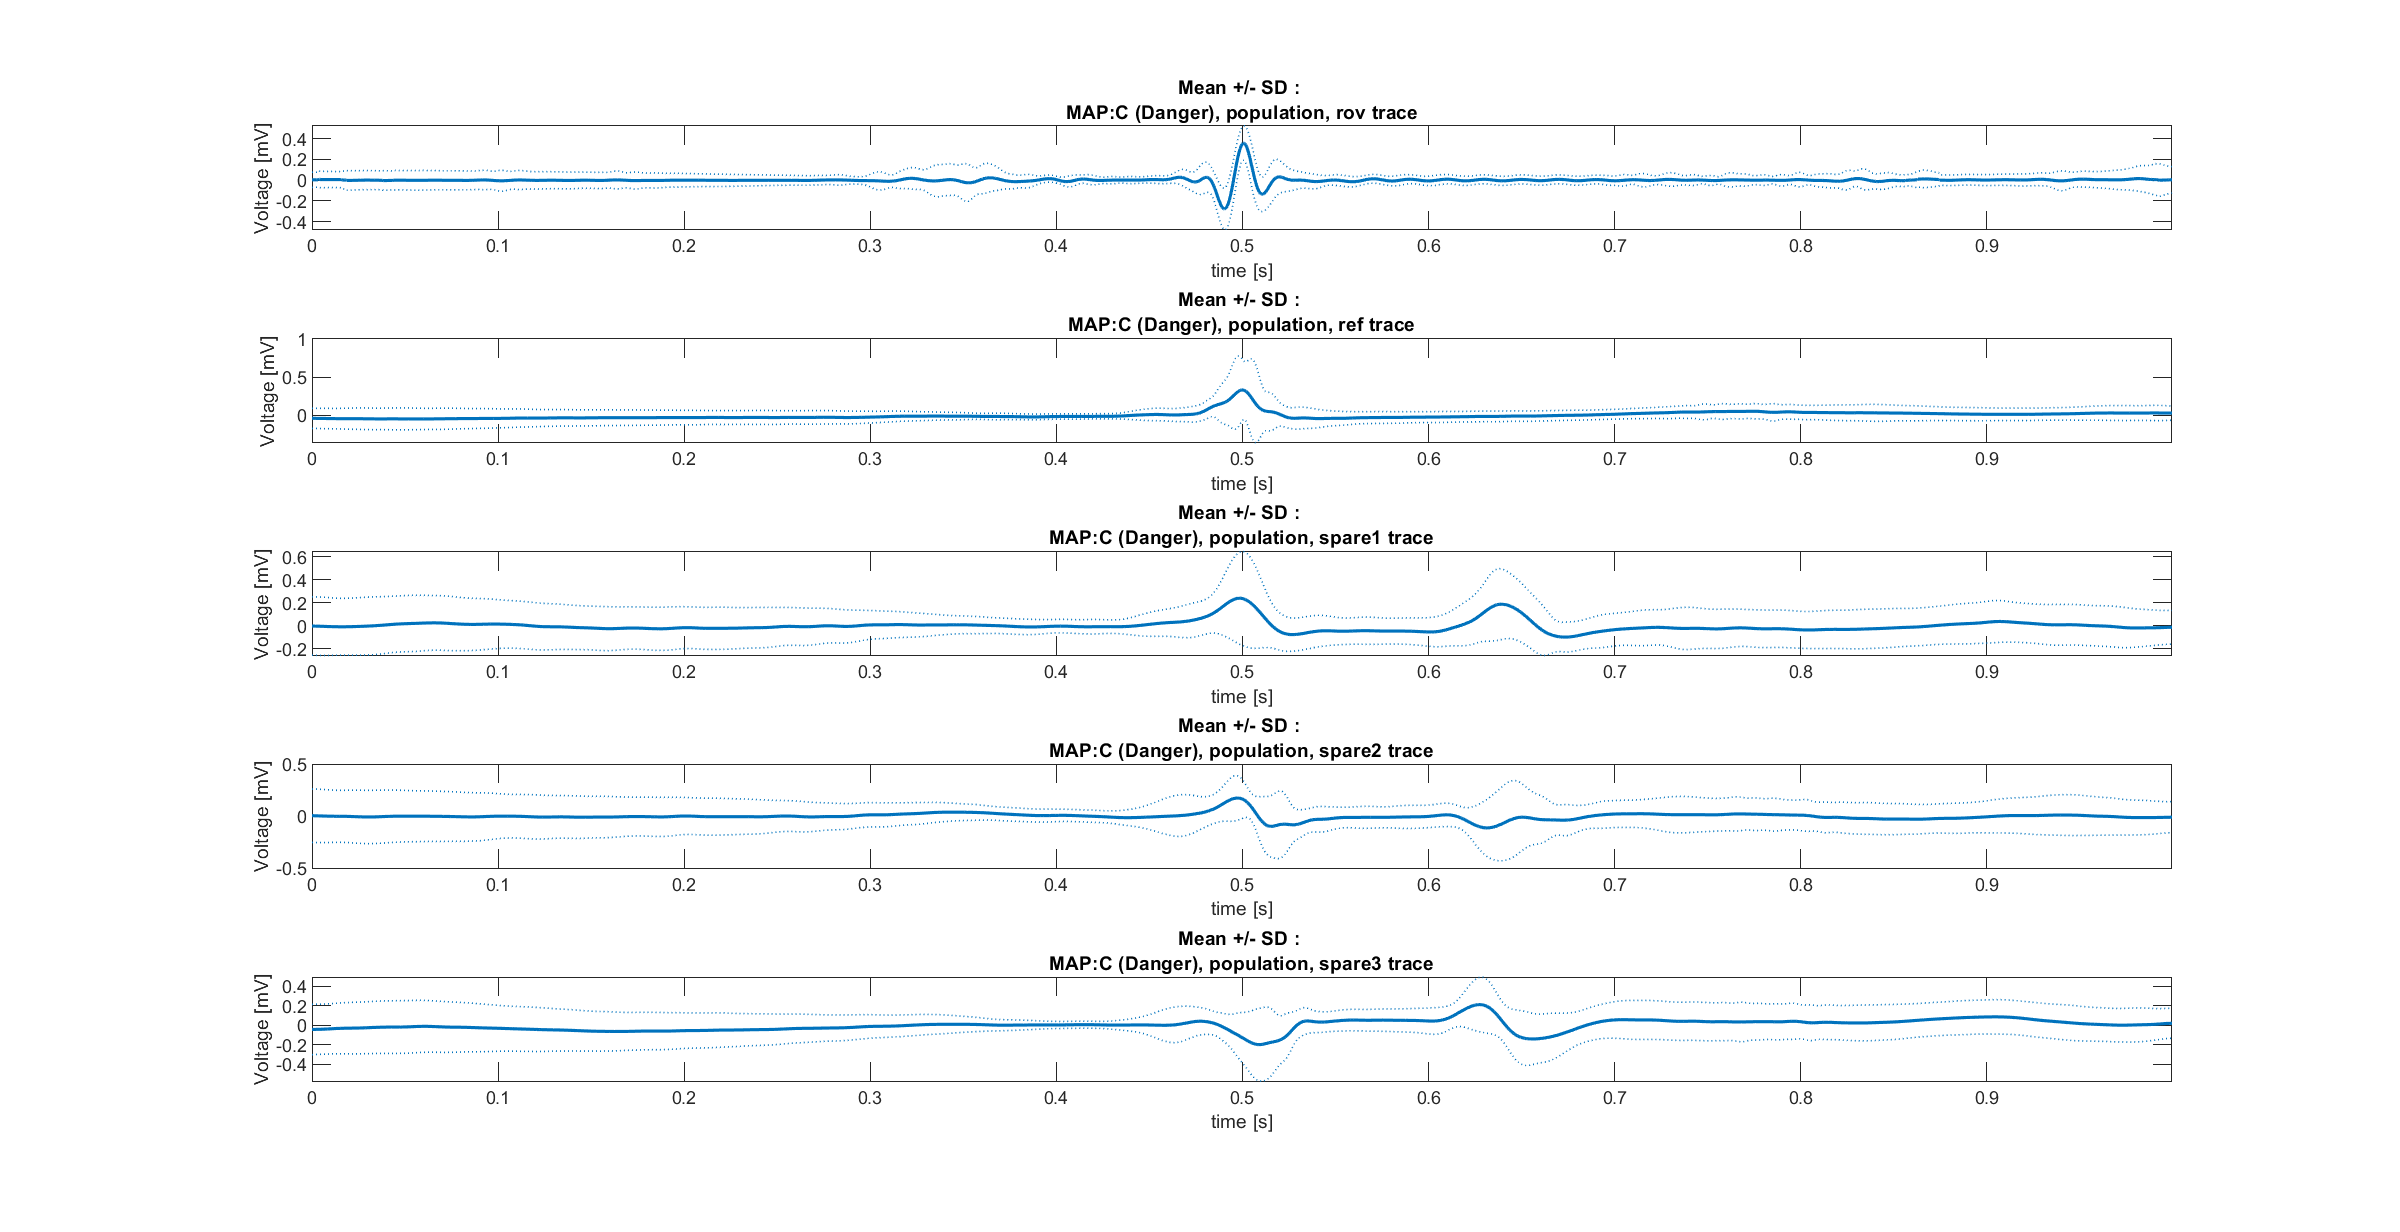 Mean +/- SD :
MAP:C (Danger), population, rov trace
Voltage [mV]
0.4
0.2
0
-0.2
-0.4
0 0.1 0.2 0.3 0.4 0.5 0.6 0.7 0.8 0.9
time [s]
Mean +/- SD :
MAP:C (Danger), population, ref trace
Voltage [mV]
1
0.5
0
0 0.1 0.2 0.3 0.4 0.5 0.6 0.7 0.8 0.9
time [s]
Mean +/- SD :
MAP:C (Danger), population, spare1 trace
Voltage [mV]
0.6
0.4
0.2
0
-0.2
0 0.1 0.2 0.3 0.4 0.5 0.6 0.7 0.8 0.9
time [s]
Mean +/- SD :
MAP:C (Danger), population, spare2 trace
Voltage [mV]
0.5
0
-0.5
0 0.1 0.2 0.3 0.4 0.5 0.6 0.7 0.8 0.9
time [s]
Mean +/- SD :
MAP:C (Danger), population, spare3 trace
Voltage [mV]
0.4
0.2
0
-0.2
-0.4
0 0.1 0.2 0.3 0.4 0.5 0.6 0.7 0.8 0.9
time [s]